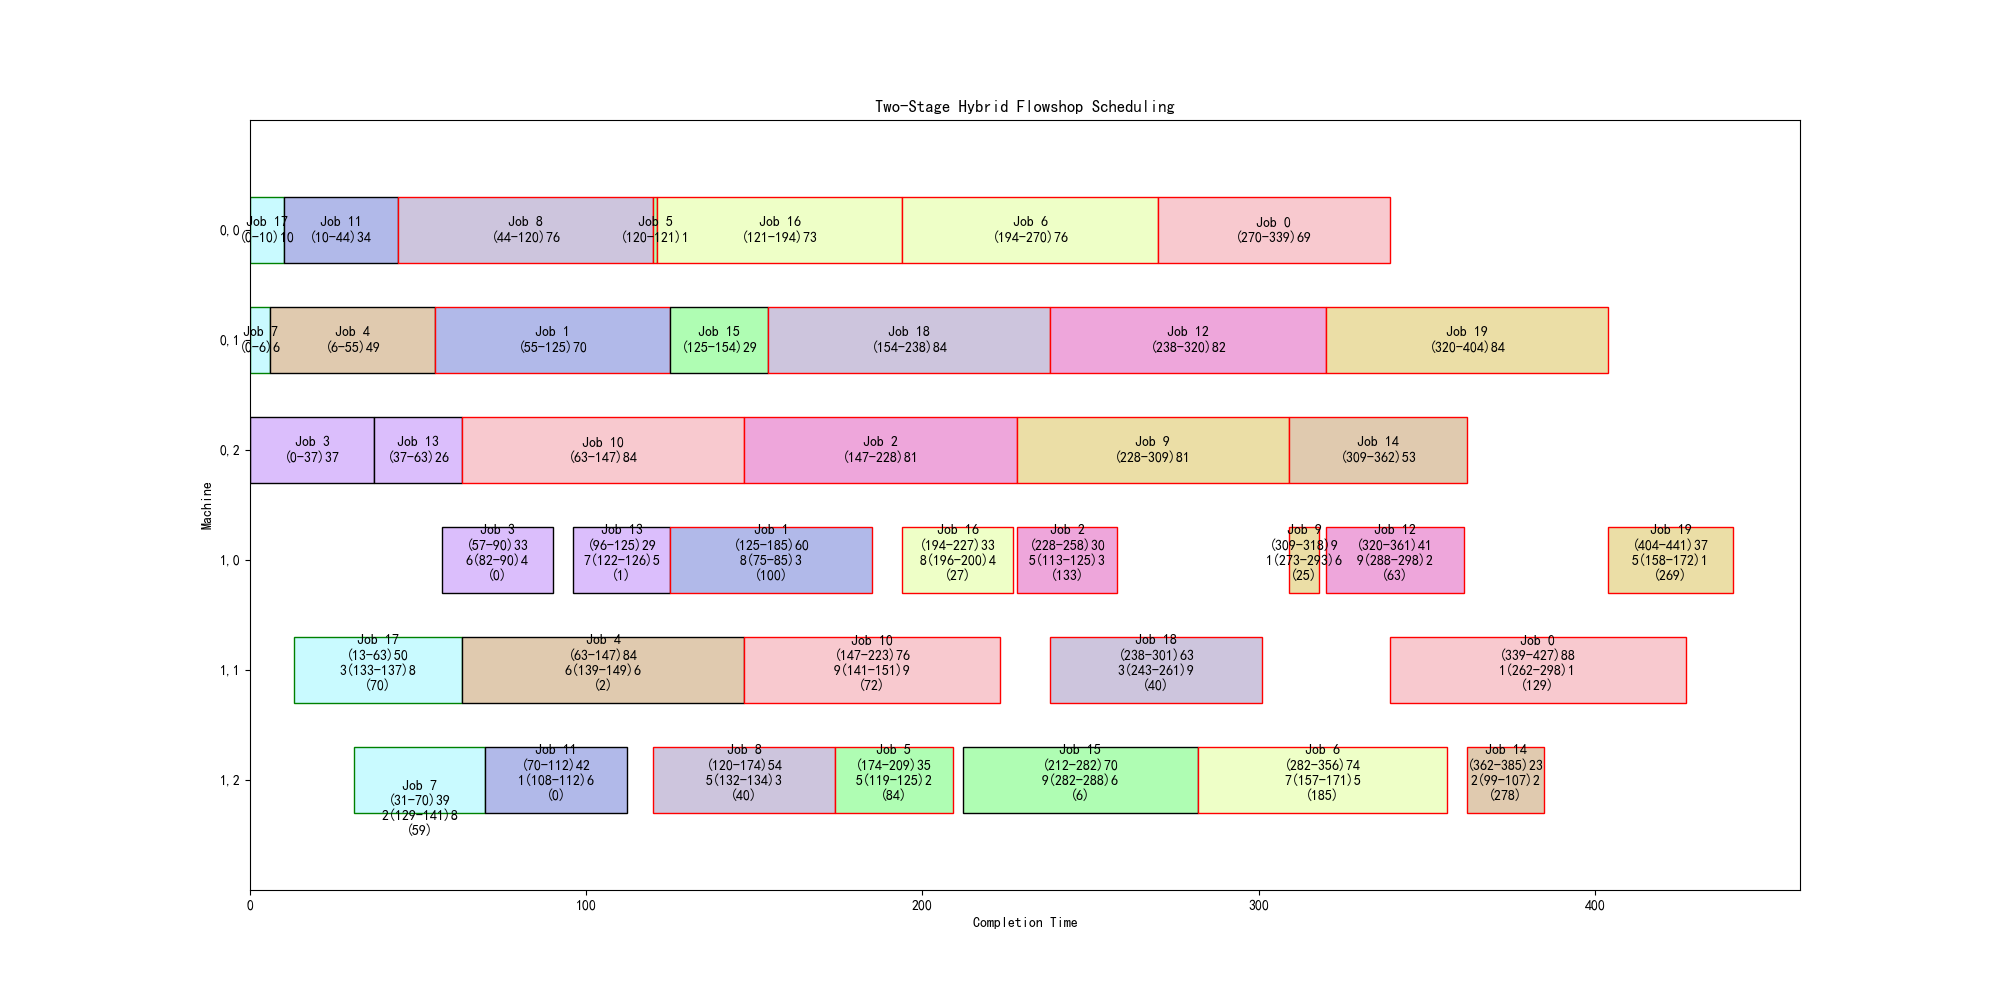 Two-Stage Hybrid Flowshop Scheduling
Machine
0,0
Job 17
(0-10)10
Job 11
(10-44)34
Job 8
(44-120)76
Job 5
(120-121)1
Job 16
(121-194)73
Job 6
(194-270)76
Job 0
(270-339)69
0,1
Job 7
(0-6)6
Job 4
(6-55)49
Job 1
(55-125)70
Job 15
(125-154)29
Job 18
(154-238)84
Job 12
(238-320)82
Job 19
(320-404)84
0,2
Job 3
(0-37)37
Job 13
(37-63)26
Job 10
(63-147)84
Job 2
(147-228)81
Job 9
(228-309)81
Job 14
(309-362)53
1,0
Job 3
(57-90)33
6(82-90)4
(0)
Job 13
(96-125)29
7(122-126)5
(1)
Job 1
(125-185)60
8(75-85)3
(100)
Job 16
(194-227)33
8(196-200)4
(27)
Job 2
(228-258)30
5(113-125)3
(133)
Job 9
(309-318)9
1(273-293)6
(25)
Job 12
(320-361)41
9(288-298)2
(63)
Job 19
(404-441)37
5(158-172)1
(269)
1,1
Job 17
(13-63)50
3(133-137)8
(70)
Job 4
(63-147)84
6(139-149)6
(2)
Job 10
(147-223)76
9(141-151)9
(72)
Job 18
(238-301)63
3(243-261)9
(40)
Job 0
(339-427)88
1(262-298)1
(129)
1,2
Job 7
(31-70)39
2(129-141)8
(59)
Job 11
(70-112)42
1(108-112)6
(0)
Job 8
(120-174)54
5(132-134)3
(40)
Job 5
(174-209)35
5(119-125)2
(84)
Job 15
(212-282)70
9(282-288)6
(6)
Job 6
(282-356)74
7(157-171)5
(185)
Job 14
(362-385)23
2(99-107)2
(278)
0
100
200
300
400
Completion Time